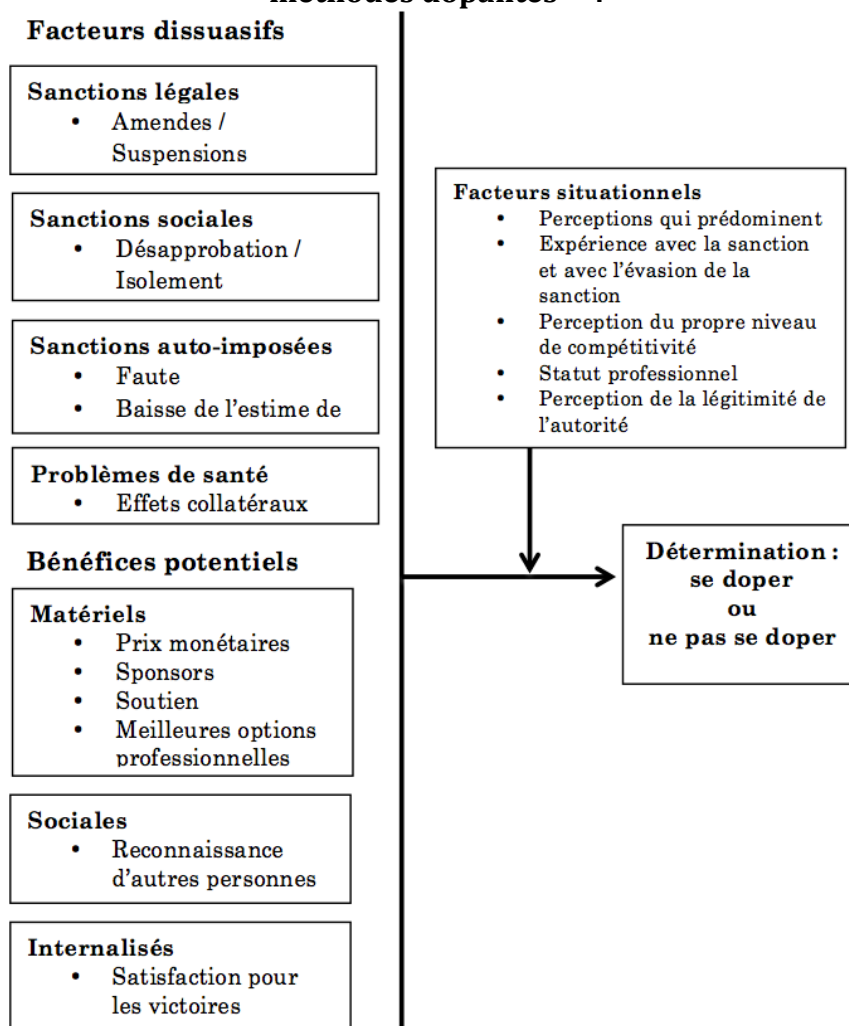 méthodes dopantes
Facteurs dissuasifs
Sanctions légales
• Amendes /
Suspensions
Sanctions sociales
• Désapprobation /
Isolement
Sanctions auto-imposées
• Faute
• Baisse de l'estime de
Problèmes de santé
• Effets collatéraux
Bénéfices potentiels
Matériels
• Prix monétaires
• Sponsors
• Soutien
• Meilleures options
professionnelles
Sociales
• Reconnaissance
d'autres personnes
Internalisés
• Satisfaction pour
les victoires
Facteurs situationnels
• Perceptions qui prédominent
• Expérience avec la sanction
et avec l'évasion de la
sanction
• Perception du propre niveau
de compétitivité
• Statut professionnel
• Perception de la légitimité de
l'autorité
Détermination :
se doper
ou
ne pas se doper